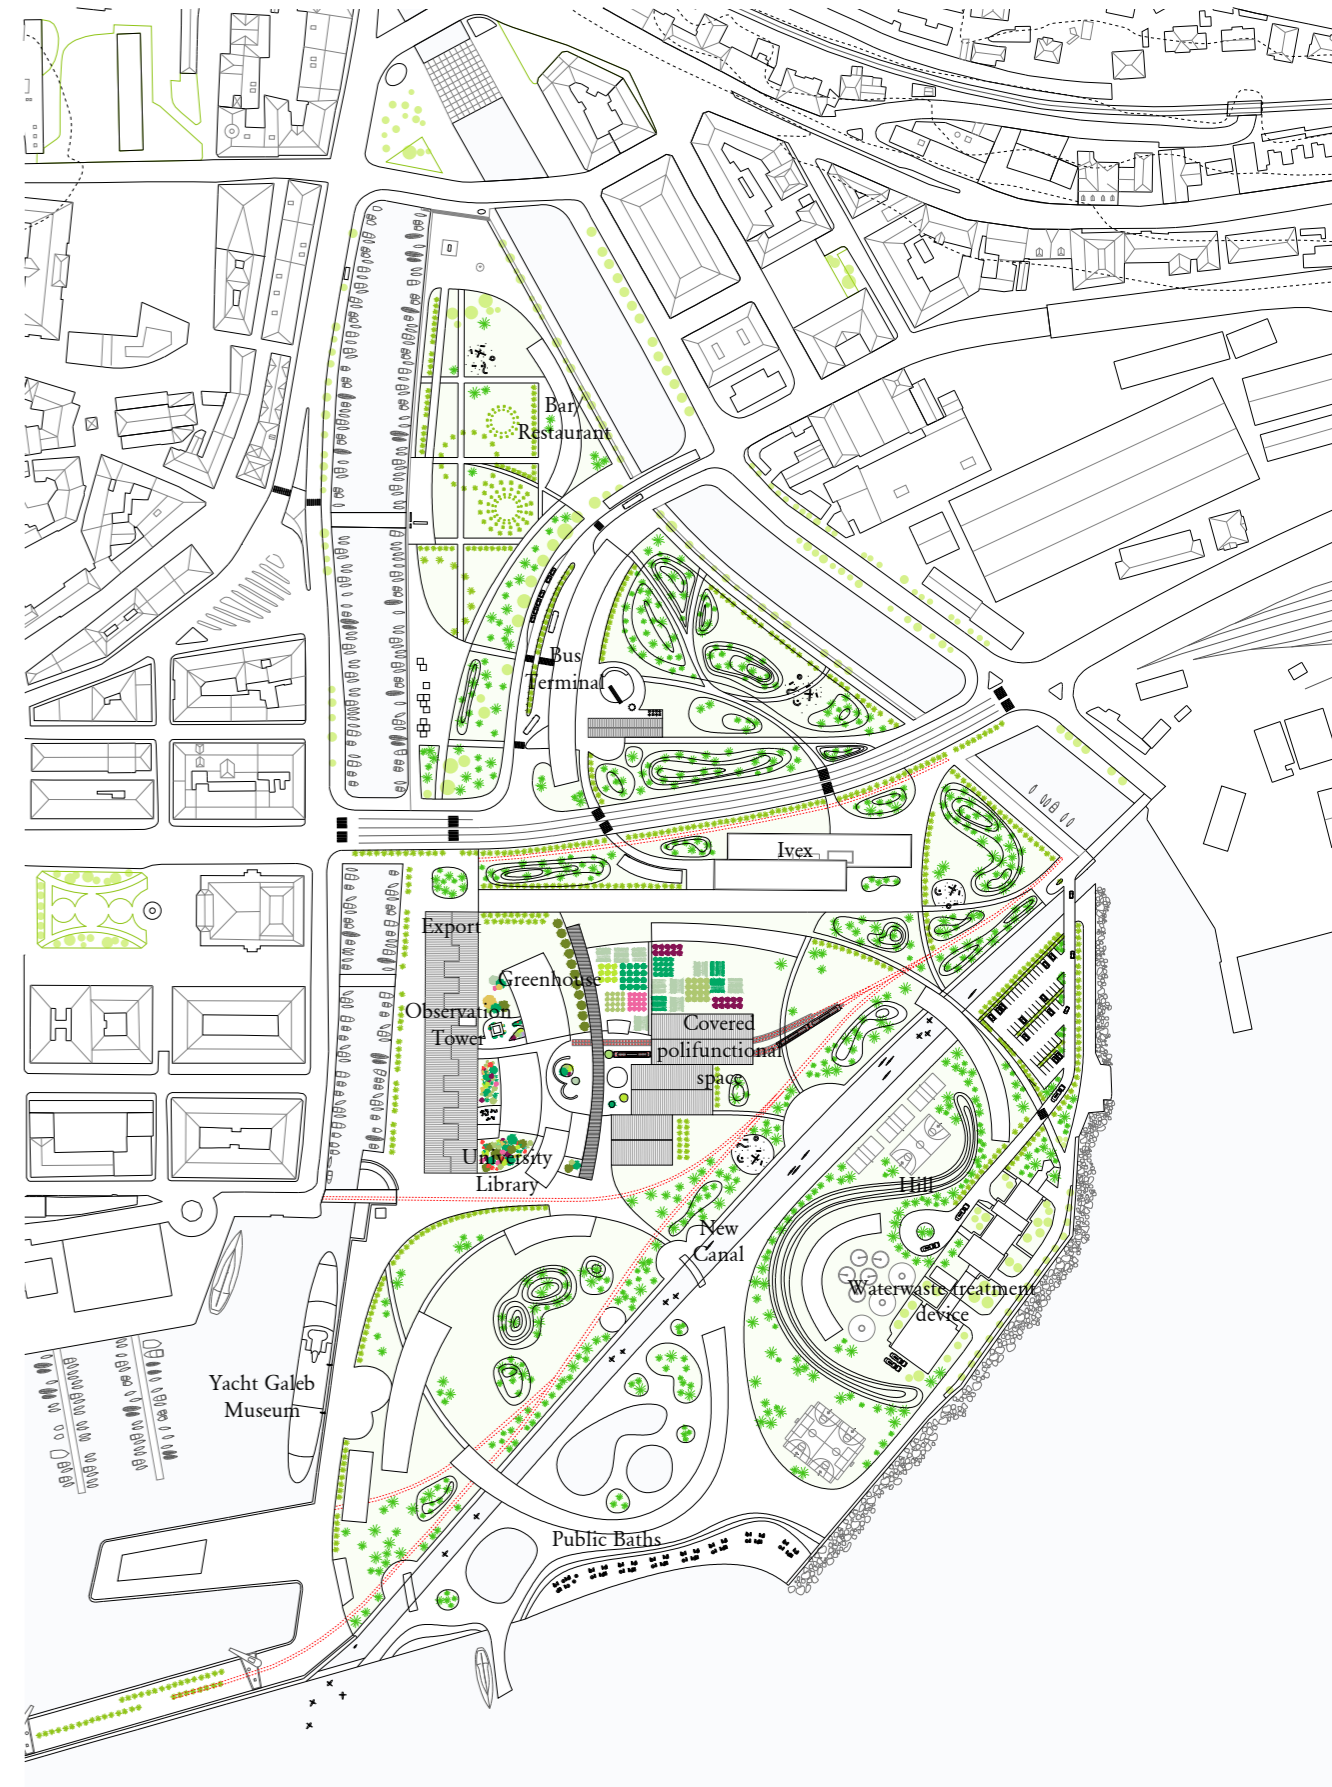 Bar/
Restaurant
Bus
Terminal
Ivex
Export
Greenhouse
Observation
Tower
Covered
polifunctional
space
University
Library
Hill
New
Canal
Waterwaste treatment
device
Yacht Galeb
Museum
Public Baths